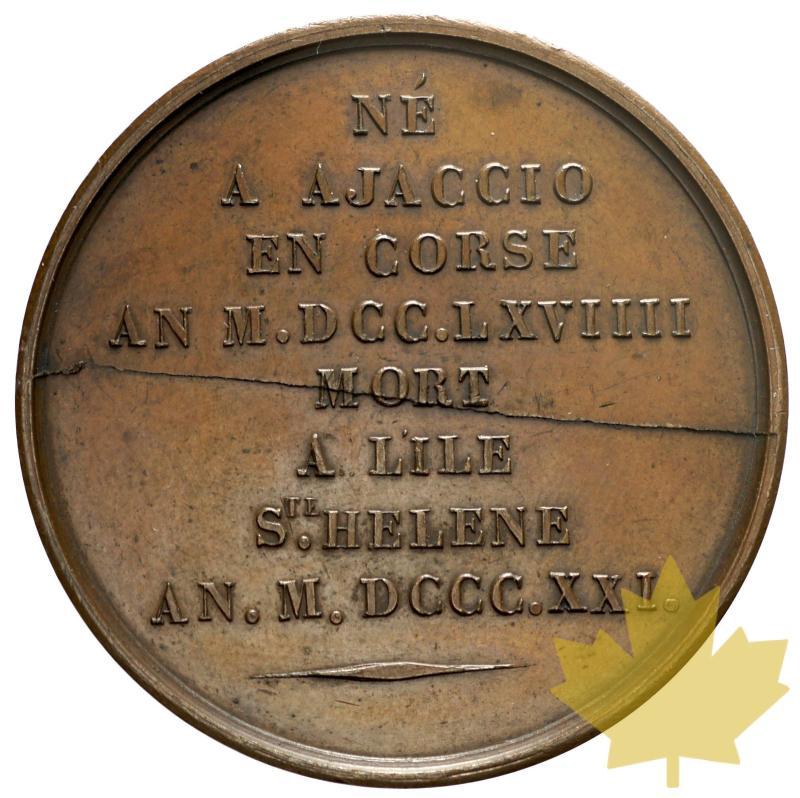 NÉ
A AJACCIO
EN CORSE
AN M.DCC.LXVIIII
MORT
A L'ILE
STE. HELENE
AN. M. DCCC.XXI.